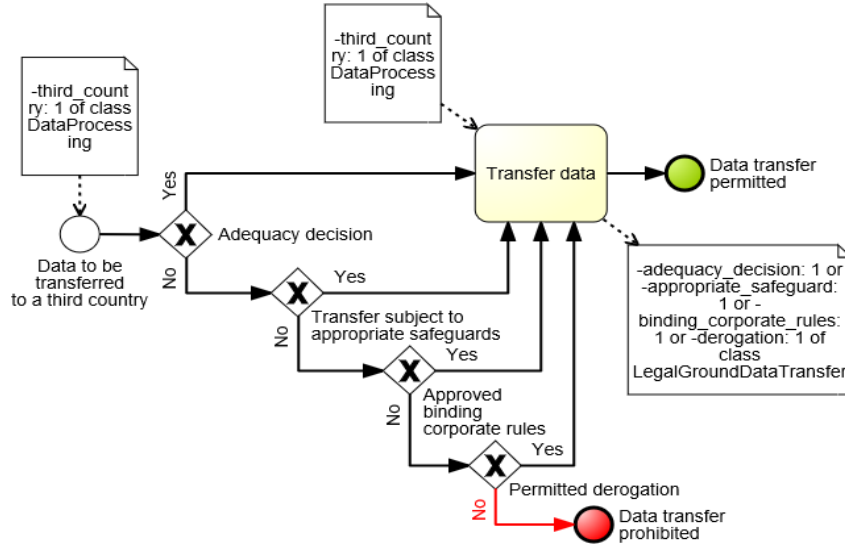 -third_count
ry: 1 of class
DataProcess
ing
-third_count
ry: 1 of class
DataProcess
ing
Yes
Transfer data
Data transfer
permitted
Adequacy decision
Data to be
transferred
to a third country
No
Yes
Transfer subject to
appropriate safeguards
-adequacy_decision: 1 or
-appropriate_safeguard:
1 or -
binding_corporate_rules:
1 or -derogation: 1 of
class
LegalGroundDataTransfer
No
Yes
Approved
binding
corporate rules
No
Yes
Permitted derogation
No
Data transfer
prohibited